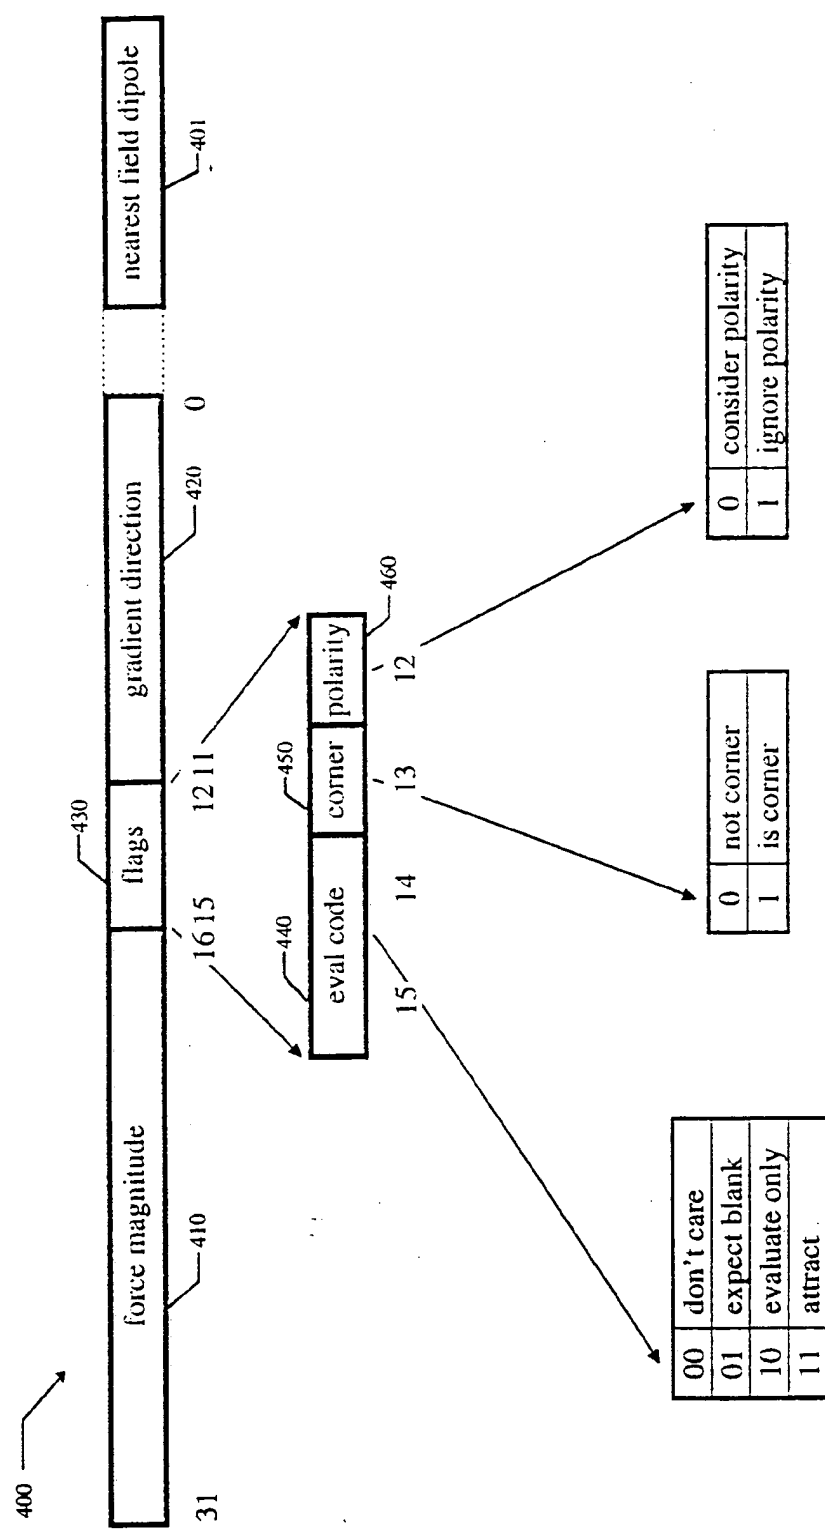 400
force magnitude
flags
gradient direction
nearest field dipole
430
31
410
16 15
12 11
420
0
401
440
450
460
eval code
corner
polarity
15
14
13
12
00 don't care
01 expect blank
10 evaluate only
11 attract
0 not corner
1 is corner
0 consider polarity
1 ignore polarity